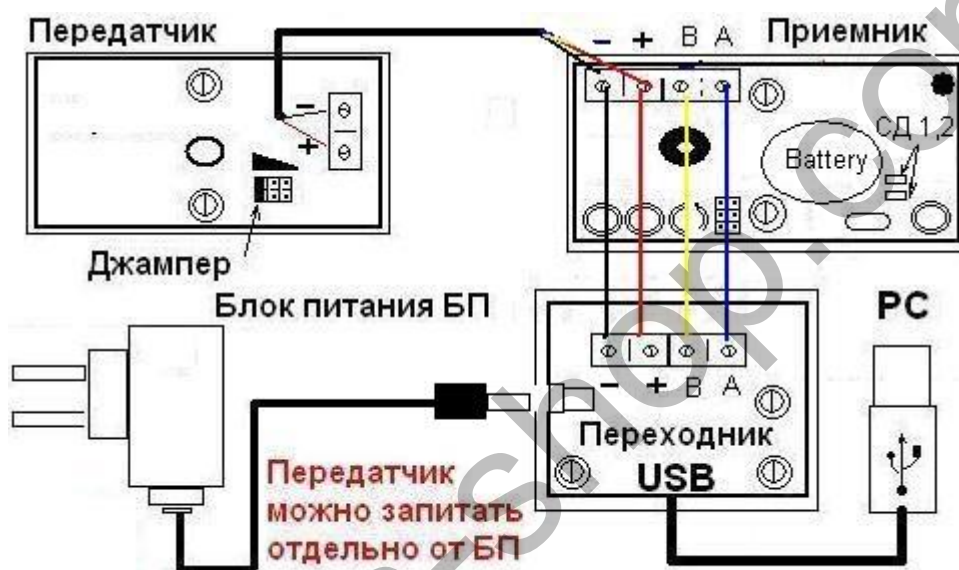 Передатчик
Приемник
- + B A
-
+
СД 1,2
Battery
Джампер
Блок питания БП
PC
- + B A
Переходник
USB
Передатчик
можно запитать
отдельно от БП